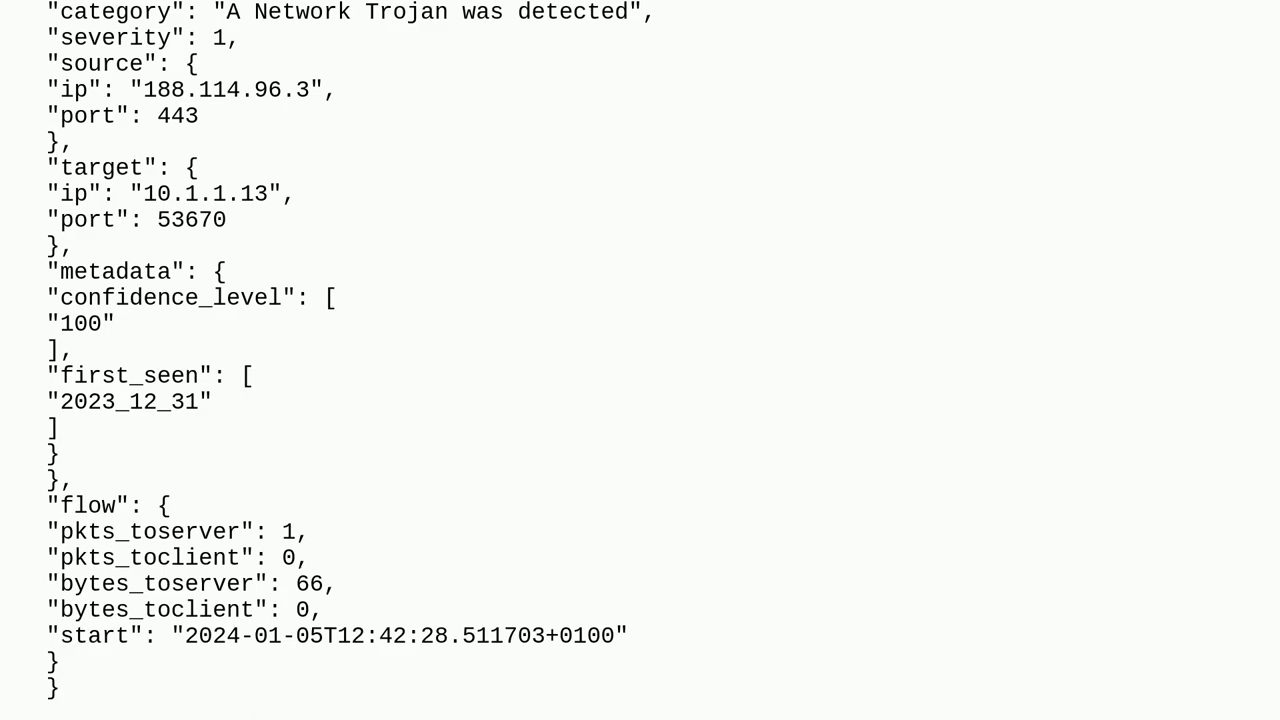 "category": "A Network Trojan was detected",
"severity": 1,
"source": {
"ip": "188.114.96.3",
"port": 443
},
"target": {
"ip": "10.1.1.13",
"port": 53670
},
"metadata": {
"confidence_level": [
"100"
],
"first_seen": [
"2023_12_31"
]
}
},
"flow": {
"pkts_toserver": 1,
"pkts_toclient": 0,
"bytes_toserver": 66,
"bytes_toclient": 0,
"start": "2024-01-05T12:42:28.511703+0100"
}
}